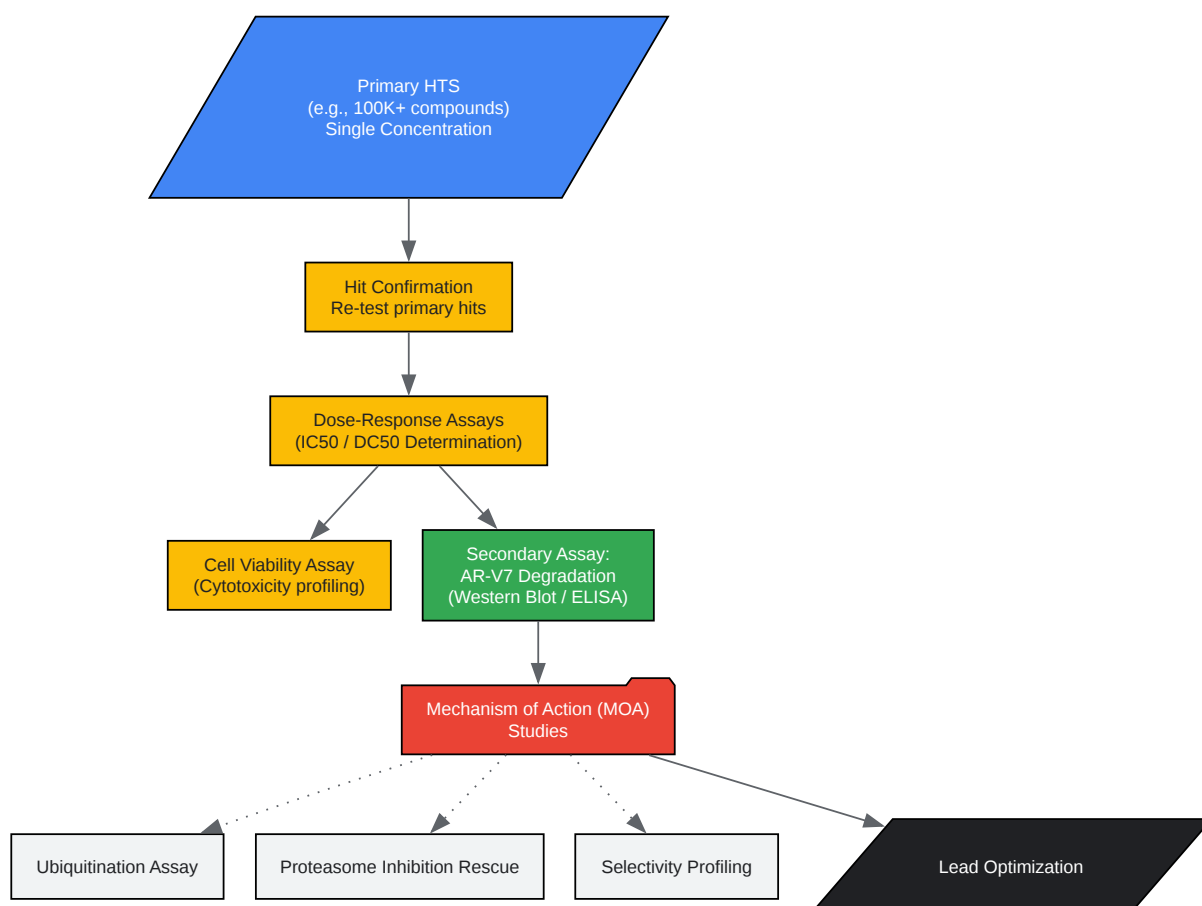 Primary HTS
(e.g., 100K+ compounds)
Single Concentration
Hit Confirmation
Re-test primary hits
Dose-Response Assays
(IC50 / DC50 Determination)
Cell Viability Assay
(Cytotoxicity profiling)
Secondary Assay:
AR-V7 Degradation
(Western Blot / ELISA)
Mechanism of Action (MOA)
Studies
Ubiquitination Assay
Proteasome Inhibition Rescue
Selectivity Profiling
Lead Optimization